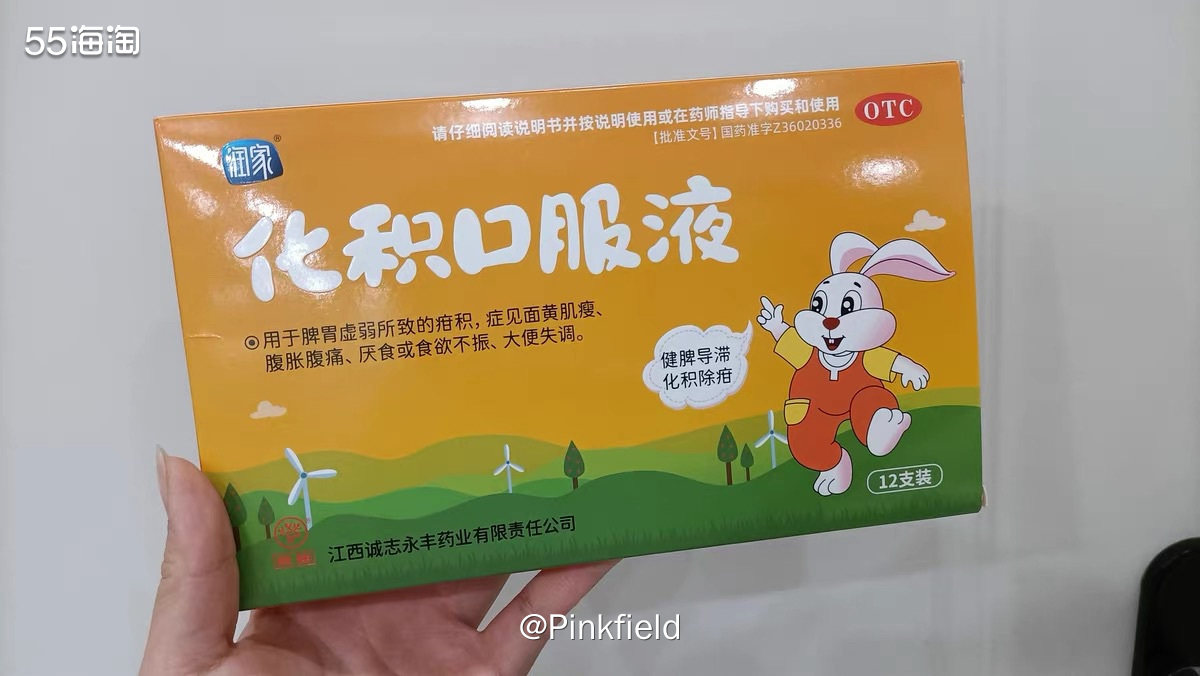 55海淘
请仔细阅读说明书并按说明使用或在药师指导下购买和使用
OTC
【批准文号】国药准字Z36020336
润家®
化积口服液
用于脾胃虚弱所致的疳积，症见面黄肌瘦、
腹胀腹痛、厌食或食欲不振、大便失调。
健脾导滞
化积除疳
12支装
江西诚志永丰药业有限责任公司
@Pinkfield